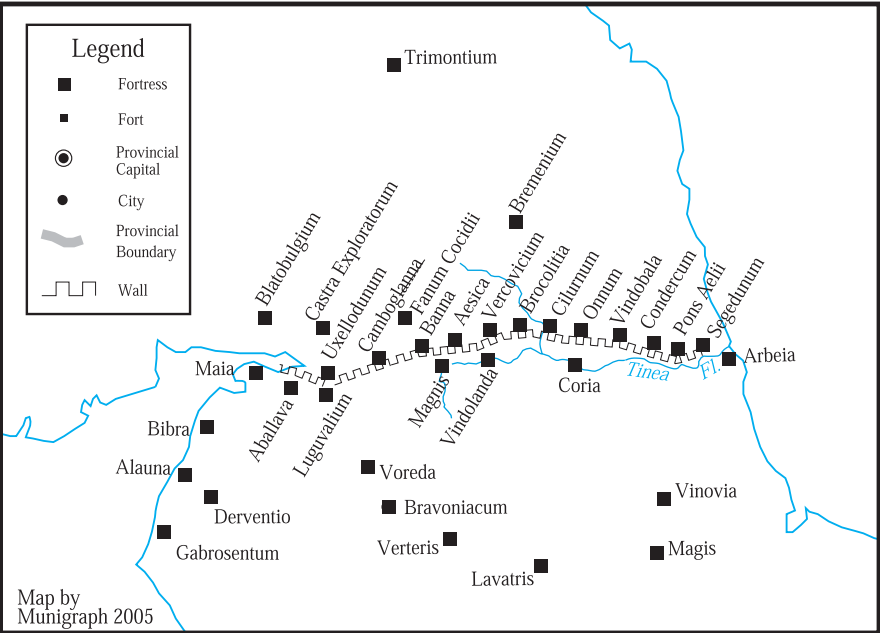 Legend
Fortress
Fort
Provincial
Capital
City
Provincial
Boundary
Wall
Trimontium
Bremenium
Blatobulgium
Castra Exploratorum
Uxellodunum
Camboglanna
Fanum Cocidii
Banna
Aesica
Vercovicium
Brocolitia
Cilurnum
Onnum
Vindobala
Condercum
Pons Aelii
Segedunum
Maia
Aballava
Luguvalium
Magnis
Vindolanda
Coria
Tinea Fl.
Arbeia
Bibra
Alauna
Derventio
Gabrosentum
Voreda
Bravoniacum
Verteris
Lavatris
Vinovia
Magis
Map by
Munigraph 2005